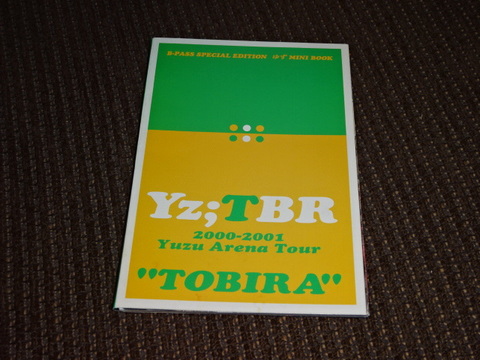 B-PASS SPECIAL EDITION ゆず MINI BOOK
Yz;TBR
2000-2001
Yuzu Arena Tour
"TOBIRA"